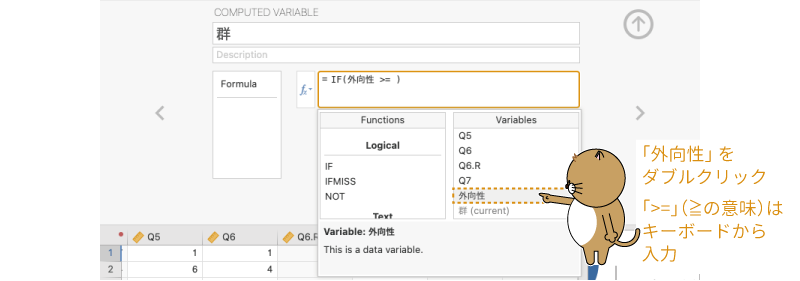 COMPUTED VARIABLE
群
Description
Formula
fx
= IF(外向性 >= )
Functions
Variables
Logical
IF
IFMISS
NOT
Text
Q5
Q6
Q6.R
Q7
外向性
群 (current)
Variable: 外向性
This is a data variable.
Q5
Q6
Q6.R
1
1
1
2
6
4
「外向性」を
ダブルクリック
「>=」（≧の意味）は
キーボードから
入力